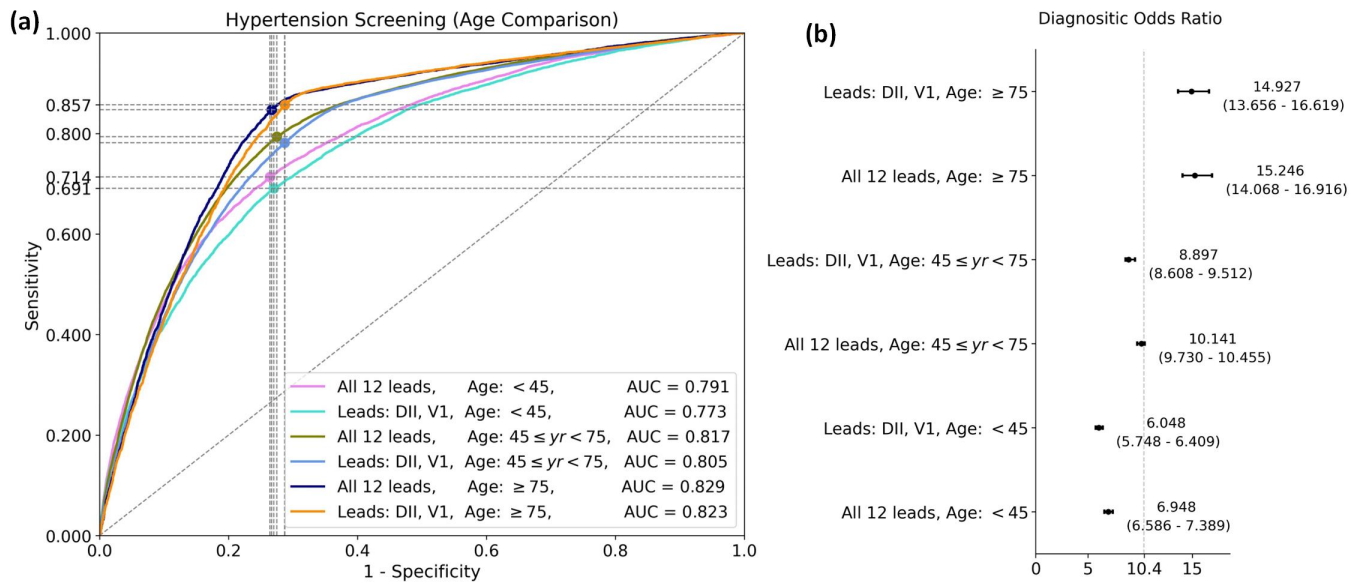 (a)
Hypertension Screening (Age Comparison)
1.000
0.857
0.800
0.714
0.691
0.600
0.400
0.200
0.000
Sensitivity
All 12 leads, Age: < 45, AUC = 0.791
Leads: DII, V1, Age: < 45, AUC = 0.773
All 12 leads, Age: 45 ≤ yr < 75, AUC = 0.817
Leads: DII, V1, Age: 45 ≤ yr < 75, AUC = 0.805
All 12 leads, Age: ≥ 75, AUC = 0.829
Leads: DII, V1, Age: ≥ 75, AUC = 0.823
0.0 0.2 0.4 0.6 0.8 1.0
1 - Specificity
(b)
Diagnositic Odds Ratio
Leads: DII, V1, Age: ≥ 75
14.927
(13.656 - 16.619)
All 12 leads, Age: ≥ 75
15.246
(14.068 - 16.916)
Leads: DII, V1, Age: 45 ≤ yr < 75
8.897
(8.608 - 9.512)
All 12 leads, Age: 45 ≤ yr < 75
10.141
(9.730 - 10.455)
Leads: DII, V1, Age: < 45
6.048
(5.748 - 6.409)
All 12 leads, Age: < 45
6.948
(6.586 - 7.389)
0 5 10.4 15